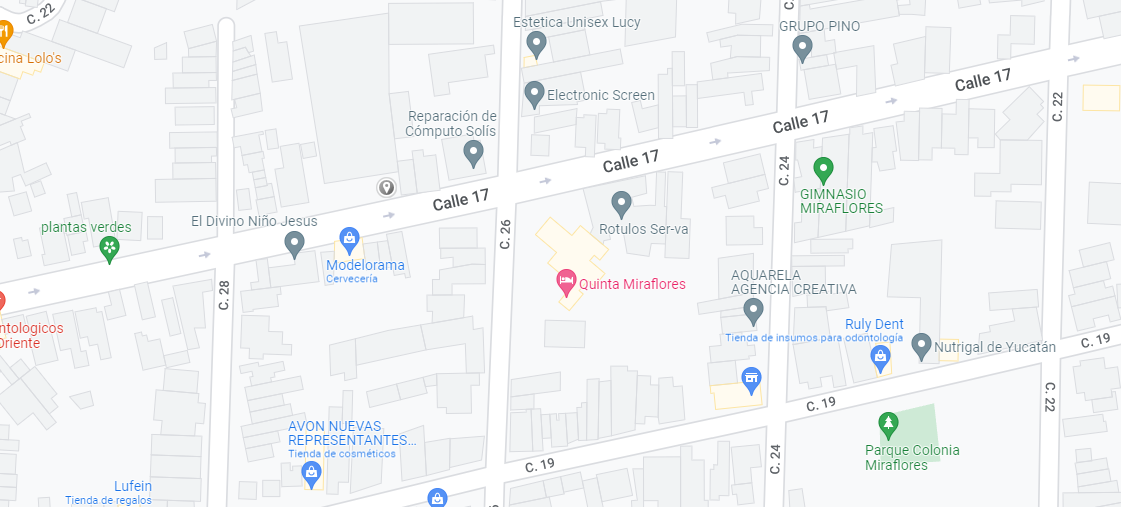 C. 22
Estetica Unisex Lucy
GRUPO PINO
C.
cina Lolo's
Calle 17
Electronic Screen
C. 22
Reparación de
Cómputo Solís
Calle 17
Calle 17
C. 24
GIMNASIO
MIRAFLORES
Calle 17
El Divino Niño Jesus
plantas verdes
Rotulos Ser-va
C. 26
Modelorama
Cervecería
AQUARELA
AGENCIA CREATIVA
Quinta Miraflores
C. 28
ntologicos
Oriente
Ruly Dent
Tienda de insumos para odontología
Nutrigal de Yucatán
C. 19
C. 22
C. 19
AVON NUEVAS
REPRESENTANTES...
Tienda de cosméticos
Parque Colonia
Miraflores
C. 24
C. 19
Lufein
Tienda de regalos